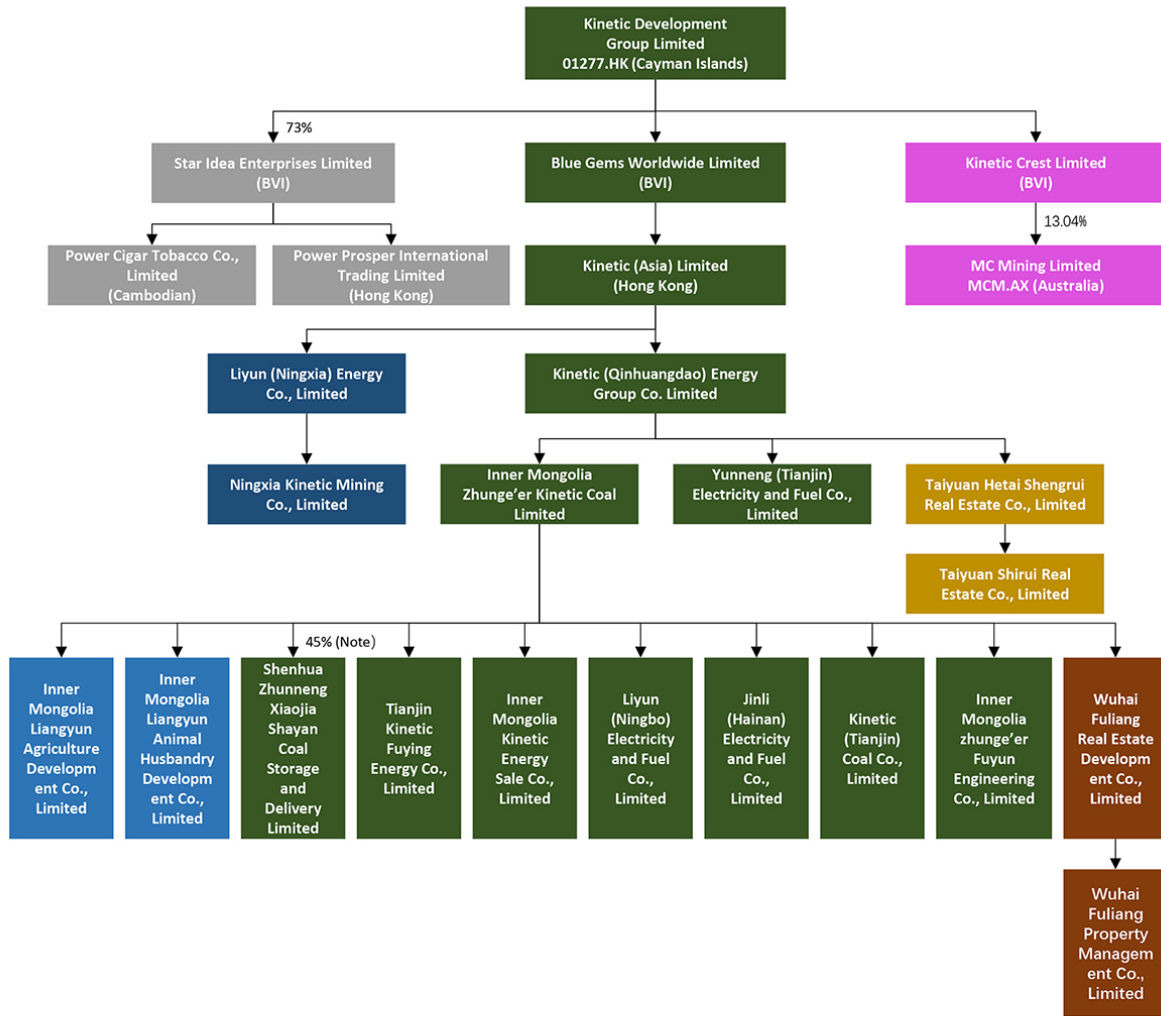 Kinetic Development
Group Limited
01277.HK (Cayman Islands)
73%
Star Idea Enterprises Limited
(BVI)
Blue Gems Worldwide Limited
(BVI)
Kinetic Crest Limited
(BVI)
13.04%
Power Cigar Tobacco Co.,
Limited
(Cambodian)
Power Prosper International
Trading Limited
(Hong Kong)
Kinetic (Asia) Limited
(Hong Kong)
MC Mining Limited
MCM.AX (Australia)
Liyun (Ningxia) Energy
Co., Limited
Kinetic (Qinhuangdao) Energy
Group Co. Limited
Ningxia Kinetic Mining
Co., Limited
Inner Mongolia
Zhunge’er Kinetic Coal
Limited
Yunneng (Tianjin)
Electricity and Fuel Co.,
Limited
Taiyuan Hetai Shengrui
Real Estate Co., Limited
Taiyuan Shirui Real
Estate Co., Limited
45% (Note)
Inner
Mongolia
Liangyun
Agriculture
Developm
ent Co.,
Limited
Inner
Mongolia
Liangyun
Animal
Husbandry
Developm
ent Co.,
Limited
Shenhua
Zhunneng
Xiaojia
Shayan
Coal
Storage
and
Delivery
Limited
Tianjin
Kinetic
Fuying
Energy Co.,
Limited
Inner
Mongolia
Kinetic
Energy
Sale Co.,
Limited
Liyun
(Ningbo)
Electricity
and Fuel
Co.,
Limited
Jinli
(Hainan)
Electricity
and Fuel
Co.,
Limited
Kinetic
(Tianjin)
Coal Co.,
Limited
Inner
Mongolia
zhunge’er
Fuyun
Engineering
Co., Limited
Wuhai
Fuliang
Real Estate
Developm
ent Co.,
Limited
Wuhai
Fuliang
Property
Managem
ent Co.,
Limited